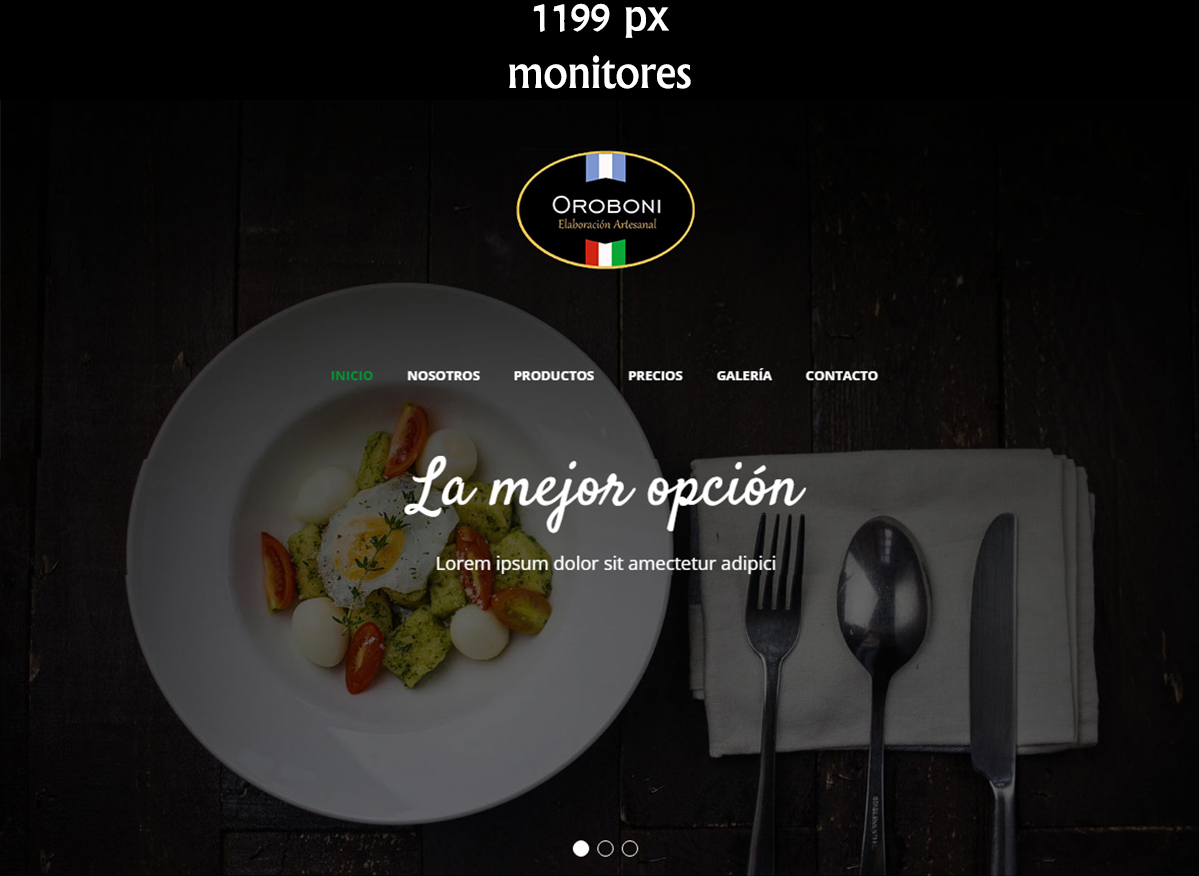 1199 px
monitores
OROBONI
Elaboración Artesanal
INICIO NOSOTROS PRODUCTOS PRECIOS GALERÍA CONTACTO
La mejor opción
Lorem ipsum dolor sit amectetur adipici